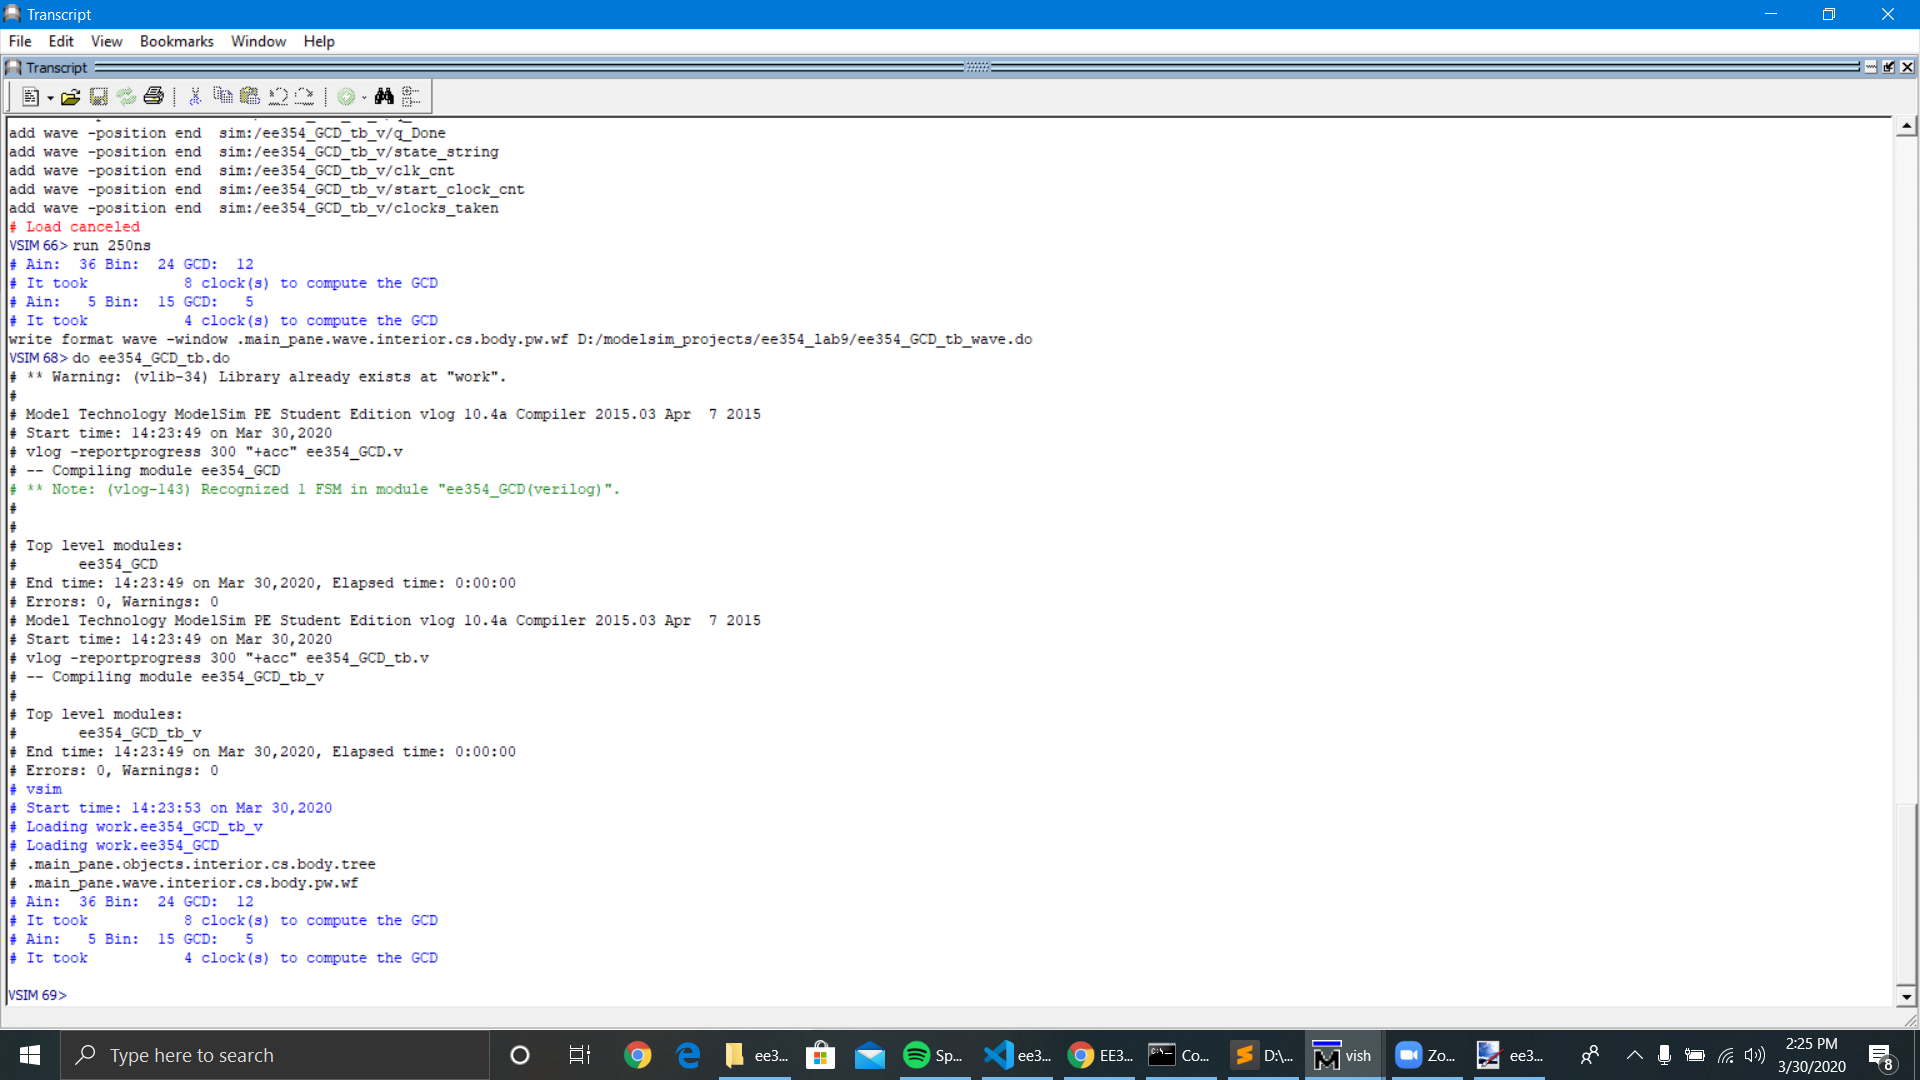 Transcript
File Edit View Bookmarks Window Help
Transcript
add wave -position end  sim:/ee354_GCD_tb_v/q_Done
add wave -position end  sim:/ee354_GCD_tb_v/state_string
add wave -position end  sim:/ee354_GCD_tb_v/clk_cnt
add wave -position end  sim:/ee354_GCD_tb_v/start_clock_cnt
add wave -position end  sim:/ee354_GCD_tb_v/clocks_taken
# Load canceled
VSIM 66> run 250ns
# Ain:  36 Bin:  24 GCD:  12
# It took           8 clock(s) to compute the GCD
# Ain:   5 Bin:  15 GCD:   5
# It took           4 clock(s) to compute the GCD
write format wave -window .main_pane.wave.interior.cs.body.pw.wf D:/modelsim_projects/ee354_lab9/ee354_GCD_tb_wave.do
VSIM 68> do ee354_GCD_tb.do
# ** Warning: (vlib-34) Library already exists at "work".
#
# Model Technology ModelSim PE Student Edition vlog 10.4a Compiler 2015.03 Apr  7 2015
# Start time: 14:23:49 on Mar 30,2020
# vlog -reportprogress 300 "+acc" ee354_GCD.v
# -- Compiling module ee354_GCD
# ** Note: (vlog-143) Recognized 1 FSM in module "ee354_GCD(verilog)".
#
#
# Top level modules:
#       ee354_GCD
# End time: 14:23:49 on Mar 30,2020, Elapsed time: 0:00:00
# Errors: 0, Warnings: 0
# Model Technology ModelSim PE Student Edition vlog 10.4a Compiler 2015.03 Apr  7 2015
# Start time: 14:23:49 on Mar 30,2020
# vlog -reportprogress 300 "+acc" ee354_GCD_tb.v
# -- Compiling module ee354_GCD_tb_v
#
# Top level modules:
#       ee354_GCD_tb_v
# End time: 14:23:49 on Mar 30,2020, Elapsed time: 0:00:00
# Errors: 0, Warnings: 0
# vsim
# Start time: 14:23:53 on Mar 30,2020
# Loading work.ee354_GCD_tb_v
# Loading work.ee354_GCD
# .main_pane.objects.interior.cs.body.tree
# .main_pane.wave.interior.cs.body.pw.wf
# Ain:  36 Bin:  24 GCD:  12
# It took           8 clock(s) to compute the GCD
# Ain:   5 Bin:  15 GCD:   5
# It took           4 clock(s) to compute the GCD
VSIM 69>
Type here to search ee3... Sp... ee3... EE3... Co... D:\... vish Zo... ee3... 2:25 PM
3/30/2020 8